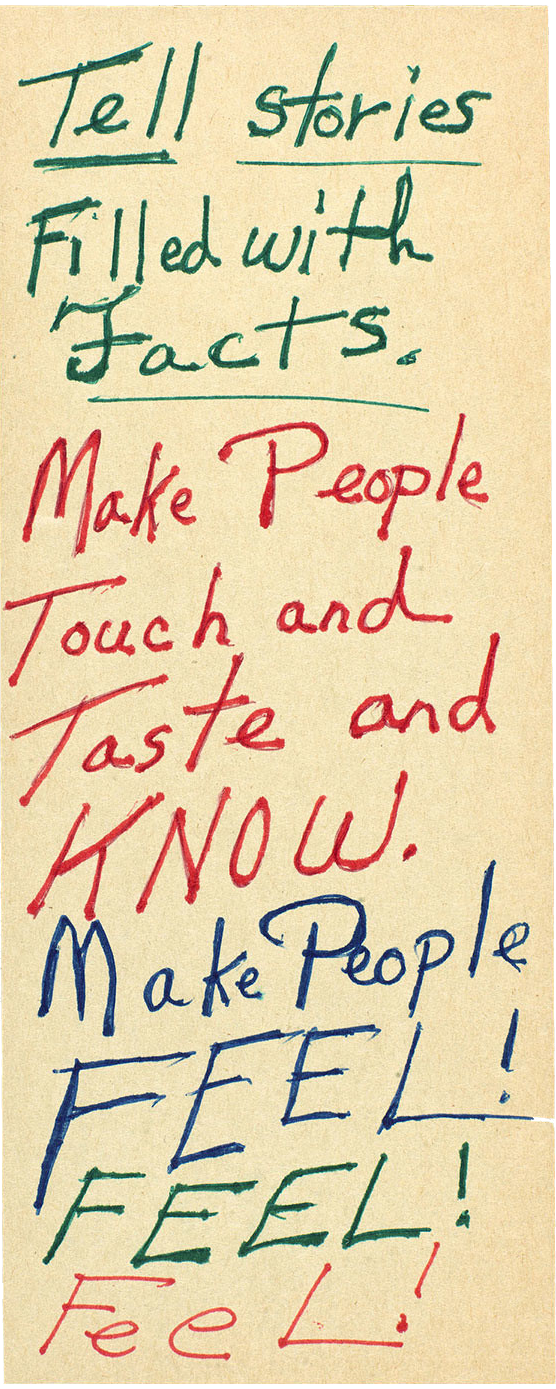 Tell stories
Filled with
Facts.
Make People
Touch and
Taste and
KNOW.
Make People
FEEL!
FEEL!
FeeL!